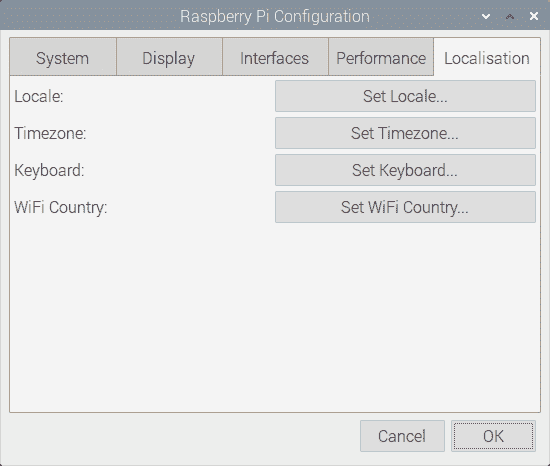 Raspberry Pi Configuration
System Display Interfaces Performance Localisation
Locale: Set Locale...
Timezone: Set Timezone...
Keyboard: Set Keyboard...
WiFi Country: Set WiFi Country...
Cancel OK